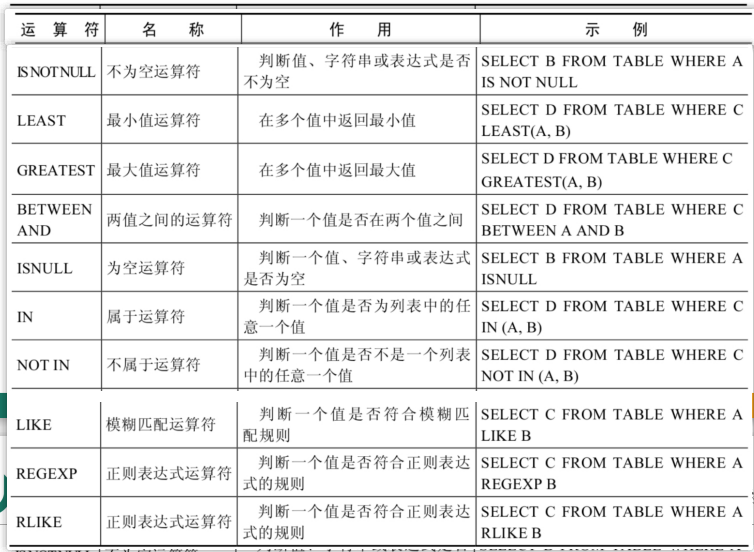 运 算 符 名 称 作 用 示 例
IS NOT NULL 不为空运算符 判断值、字符串或表达式是否不为空 SELECT B FROM TABLE WHERE A IS NOT NULL
LEAST 最小值运算符 在多个值中返回最小值 SELECT D FROM TABLE WHERE C LEAST(A, B)
GREATEST 最大值运算符 在多个值中返回最大值 SELECT D FROM TABLE WHERE C GREATEST(A, B)
BETWEEN AND 两值之间的运算符 判断一个值是否在两个值之间 SELECT D FROM TABLE WHERE C BETWEEN A AND B
ISNULL 为空运算符 判断一个值、字符串或表达式是否为空 SELECT B FROM TABLE WHERE A ISNULL
IN 属于运算符 判断一个值是否为列表中的任意一个值 SELECT D FROM TABLE WHERE C IN (A, B)
NOT IN 不属于运算符 判断一个值是否不是一个列表中的任意一个值 SELECT D FROM TABLE WHERE C NOT IN (A, B)
LIKE 模糊匹配运算符 判断一个值是否符合模糊匹配规则 SELECT C FROM TABLE WHERE A LIKE B
REGEXP 正则表达式运算符 判断一个值是否符合正则表达式的规则 SELECT C FROM TABLE WHERE A REGEXP B
RLIKE 正则表达式运算符 判断一个值是否符合正则表达式的规则 SELECT C FROM TABLE WHERE A RLIKE B